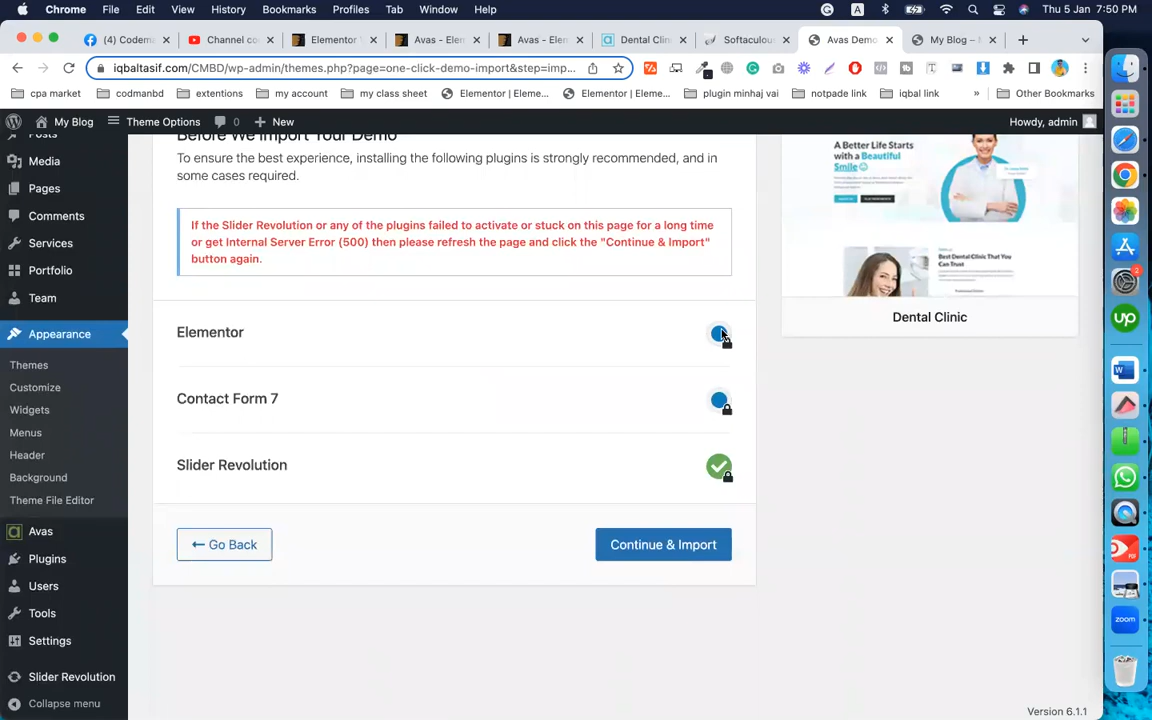 Chrome File Edit View History Bookmarks Profiles Tab Window Help A Thu 5 Jan 7:50 PM
(4) Codema Channel co Elementor Avas - Elem Avas - Elen Dental Clin Softaculou Avas Demo My Blog –
iqbaltasif.com/CMBD/wp-admin/themes.php?page=one-click-demo-import&step=imp...
cpa market codmanbd extentions my account my class sheet Elementor | Eleme... Elementor | Eleme... plugin minhaj vai notpade link iqbal link » Other Bookmarks
My Blog Theme Options 0 New Howdy, admin
Posts
Media
Pages
Comments
Services
Portfolio
Team
Appearance
Themes
Customize
Widgets
Menus
Header
Background
Theme File Editor
Avas
Plugins
Users
Tools
Settings
Slider Revolution
Collapse menu
Before We Import Your Demo
To ensure the best experience, installing the following plugins is strongly recommended, and in
some cases required.
If the Slider Revolution or any of the plugins failed to activate or stuck on this page for a long time
or get Internal Server Error (500) then please refresh the page and click the "Continue & Import"
button again.
Elementor
Contact Form 7
Slider Revolution
← Go Back
Continue & Import
A Better Life Starts
with a Beautiful
Smile
Best Dental Clinic That You
Can Trust
Dental Clinic
Version 6.1.1
2
up
W
PDF
zoom